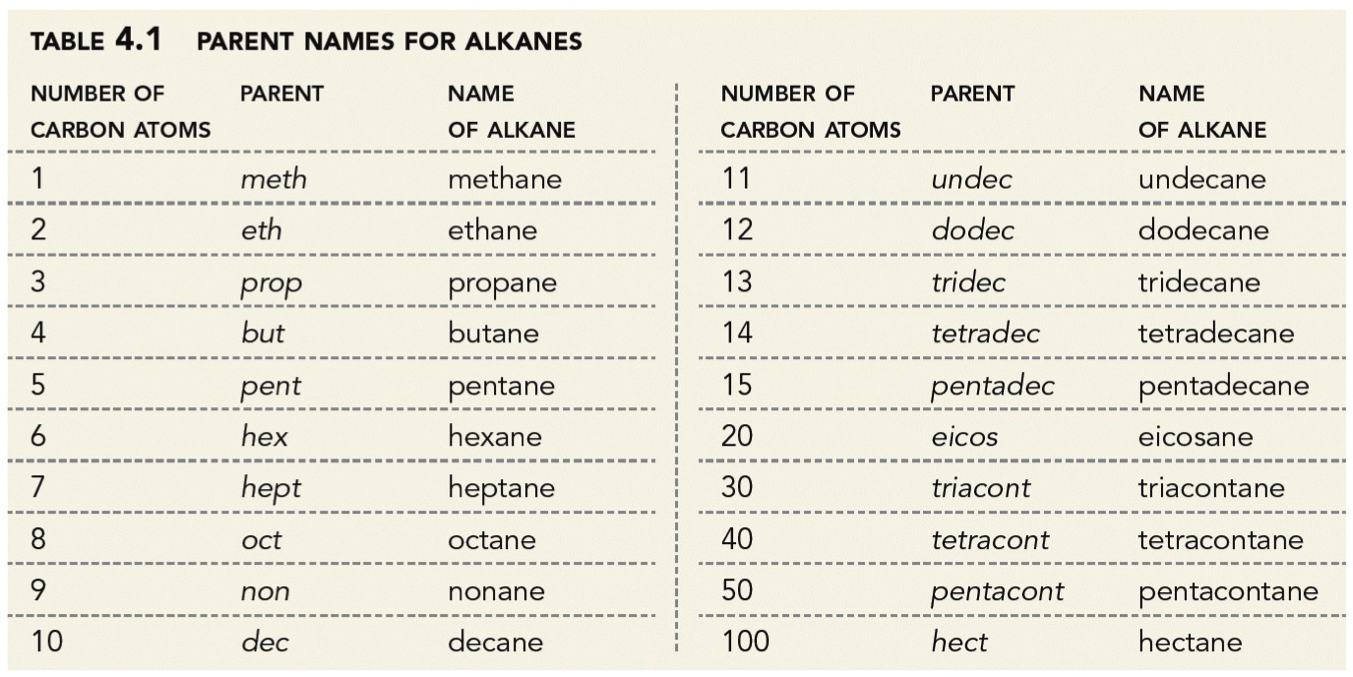 TABLE 4.1 PARENT NAMES FOR ALKANES
NUMBER OF CARBON ATOMS PARENT NAME OF ALKANE
1 meth methane
2 eth ethane
3 prop propane
4 but butane
5 pent pentane
6 hex hexane
7 hept heptane
8 oct octane
9 non nonane
10 dec decane
NUMBER OF CARBON ATOMS PARENT NAME OF ALKANE
11 undec undecane
12 dodec dodecane
13 tridec tridecane
14 tetradec tetradecane
15 pentadec pentadecane
20 eicos eicosane
30 triacont triacontane
40 tetracont tetracontane
50 pentacont pentacontane
100 hect hectane